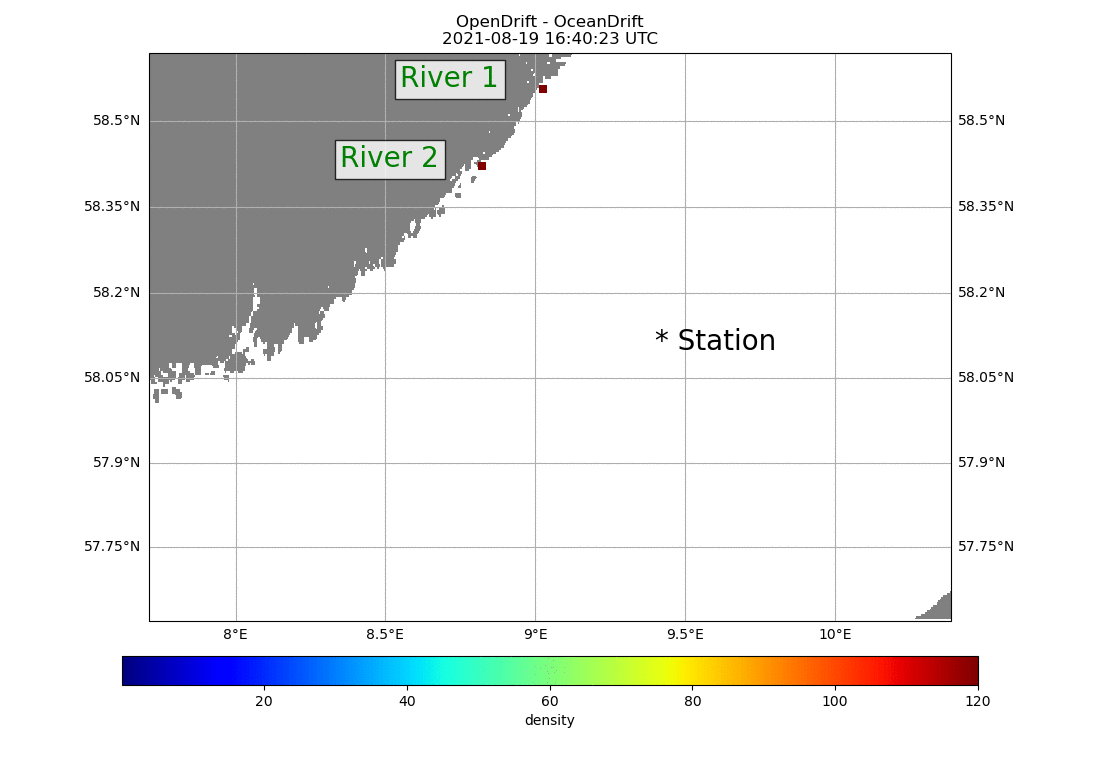 OpenDrift - OceanDrift
2021-08-19 16:40:23 UTC
River 1
58.5°N
58.5°N
River 2
58.35°N
58.35°N
58.2°N
58.2°N
* Station
58.05°N
58.05°N
57.9°N
57.9°N
57.75°N
57.75°N
8°E
8.5°E
9°E
9.5°E
10°E
20
40
60
80
100
120
density